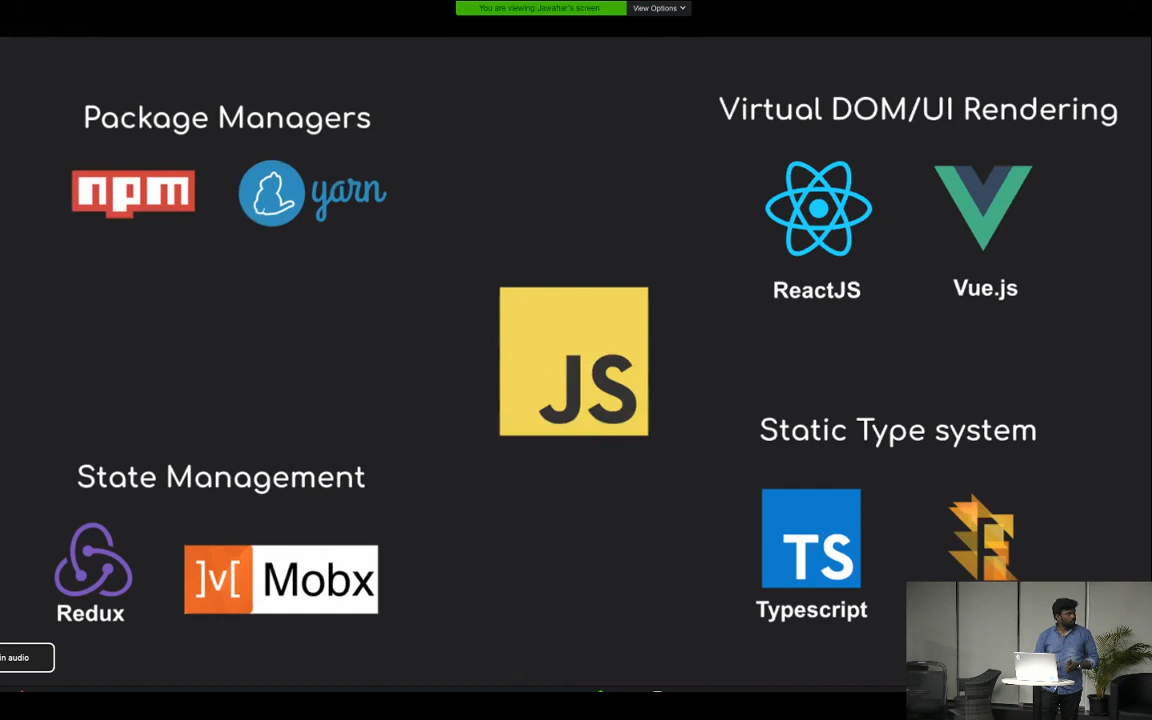 You are viewing Jawahar's screen
View Options
Package Managers
npm
yarn
Virtual DOM/UI Rendering
ReactJS
Vue.js
JS
State Management
Redux
]v[ Mobx
Static Type system
TS
Typescript
F
in audio